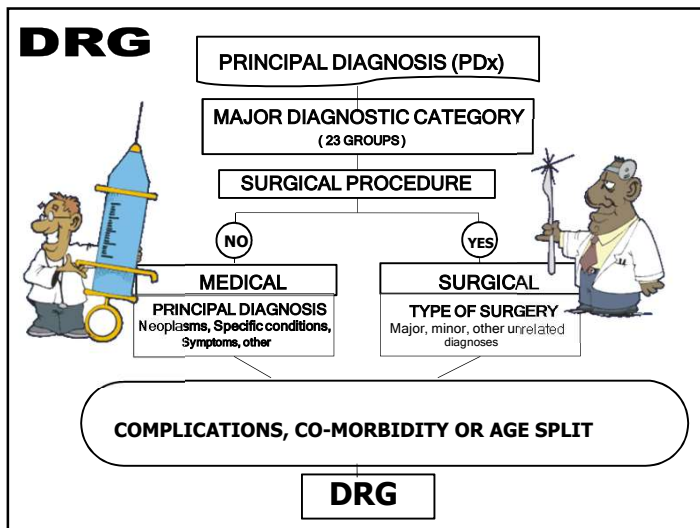 DRG
PRINCIPAL DIAGNOSIS (PDx)
MAJOR DIAGNOSTIC CATEGORY
( 23 GROUPS )
SURGICAL PROCEDURE
NO
YES
MEDICAL
PRINCIPAL DIAGNOSIS
Neoplasms, Specific conditions,
Symptoms, other
SURGICAL
TYPE OF SURGERY
Major, minor, other unrelated
diagnoses
COMPLICATIONS, CO-MORBIDITY OR AGE SPLIT
DRG